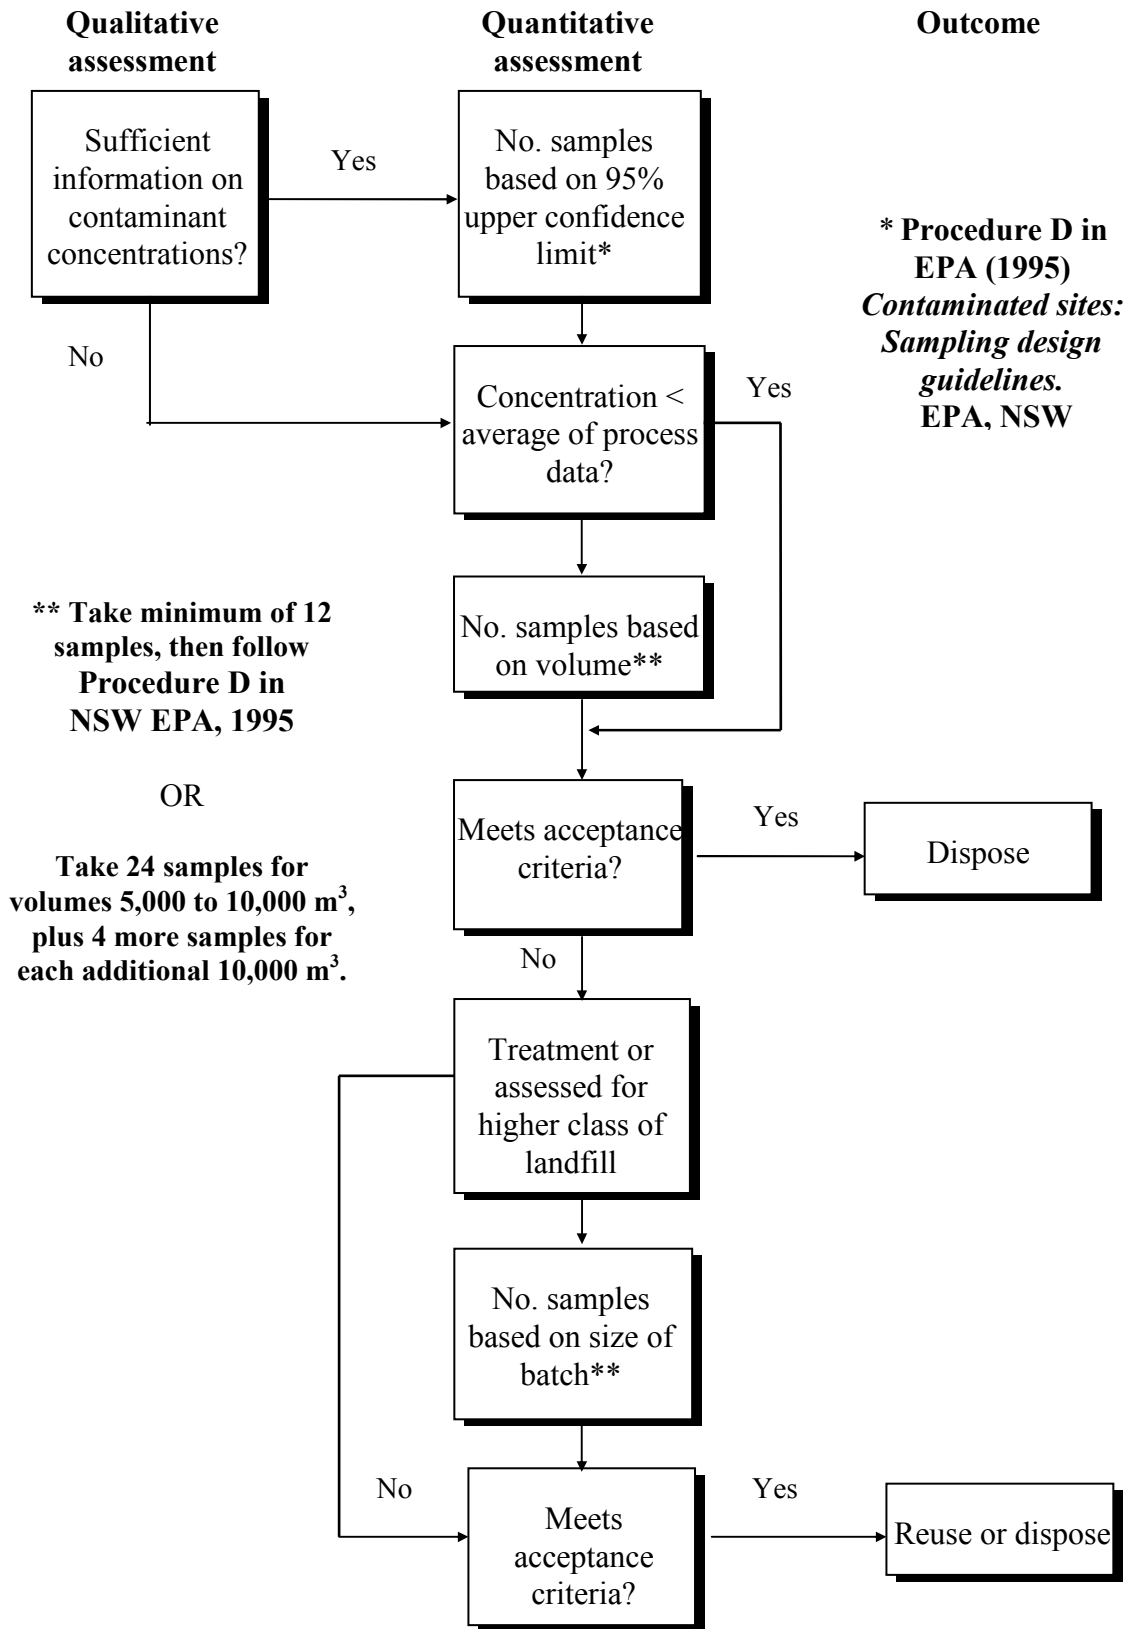 Qualitative
assessment
Quantitative
assessment
Outcome
Sufficient
information on
contaminant
concentrations?
Yes
No. samples
based on 95%
upper confidence
limit*
* Procedure D in
EPA (1995)
Contaminated sites:
Sampling design
guidelines.
EPA, NSW
No
Concentration <
average of process
data?
Yes
** Take minimum of 12
samples, then follow
Procedure D in
NSW EPA, 1995
No. samples based
on volume**
OR
Take 24 samples for
volumes 5,000 to 10,000 m³,
plus 4 more samples for
each additional 10,000 m³.
Meets acceptance
criteria?
Yes
Dispose
No
Treatment or
assessed for
higher class of
landfill
No. samples
based on size of
batch**
No
Meets
acceptance
criteria?
Yes
Reuse or dispose